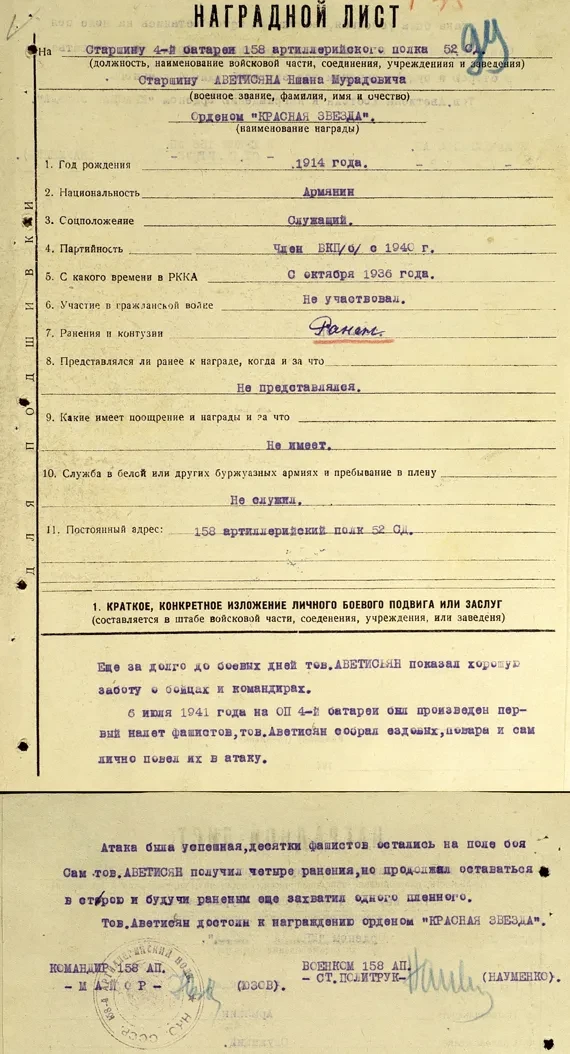 НАГРАДНОЙ ЛИСТ
На Старшину 4-й батареи 158 артиллерийского полка 52 С
(должность, наименование войсковой части, соединения, учреждения и заведения)
Старшину АВЕТИСЯНА Ншана Мурадовича
(военное звание, фамилия, имя и очество)
Орденом "КРАСНАЯ ЗВЕЗДА".
(наименование награды)
1. Год рождения 1914 года.
2. Национальность Армянин
3. Соцположение Служащий.
4. Партийность Член ВКП/б/ с 1940 г.
5. С какого времени в РККА С октября 1936 года.
6. Участие в гражданской войне Не участвовал.
7. Ранения и контузии Ранен.
8. Представлялся ли ранее к награде, когда и за что
Не представлялся.
9. Какие имеет поощрение и награды и за что
Не имеет.
10. Служба в белой или других буржуазных армиях и пребывание в плену
Не служил.
11. Постоянный адрес: 158 артиллерийский полк 52 СД.
ДЛЯ ПОДШИВКИ
1. КРАТКОЕ, КОНКРЕТНОЕ ИЗЛОЖЕНИЕ ЛИЧНОГО БОЕВОГО ПОДВИГА ИЛИ ЗАСЛУГ
(составляется в штабе войсковой части, соеденения, учреждения, или заведеня)
Еще за долго до боевых дней тов.АВЕТИСЯН показал хорошую
заботу о бойцах и командирах.
6 июля 1941 года на ОП 4-й батареи был произведен пер-
вый налет фашистов,тов.Аветисян собрал ездовых,повара и сам
лично повел их в атаку.
Атака была успешная,десятки фашистов остались на поле боя
Сам тов.АВЕТИСЯН получил четыре ранения,но продолжал оставаться
в строю и будучи раненым еще захватил одного пленного.
Тов.Аветисян достоин к награждению орденом "КРАСНАЯ ЗВЕЗДА".
КОМАНДИР 158 АП. ВОЕНКОМ 158 АП.
- МАЙОР - (ЮЗОВ). - СТ.ПОЛИТРУК- (НАУМЕНКО).